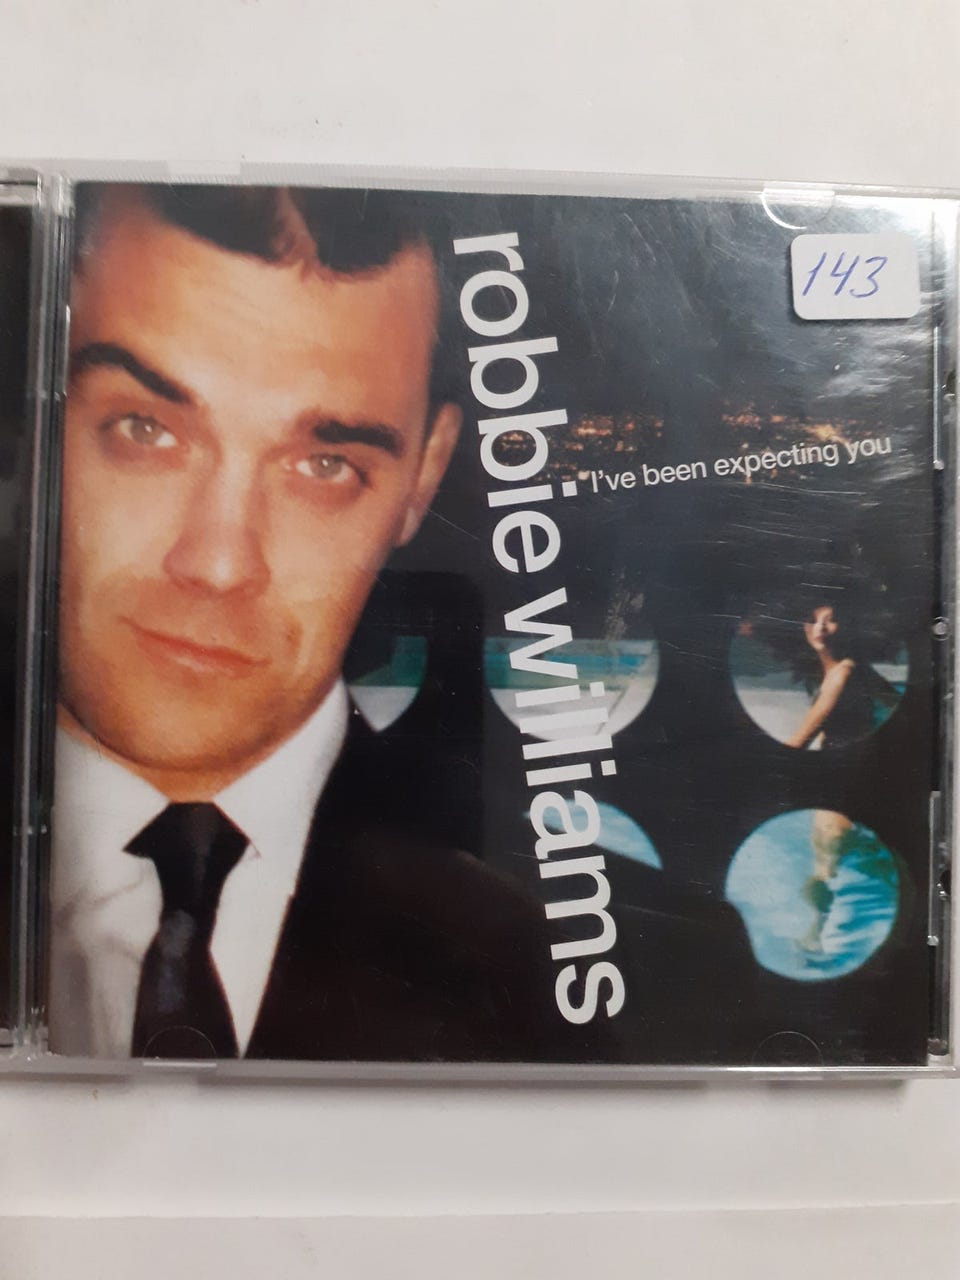 robbie williams
143
I've been expecting you